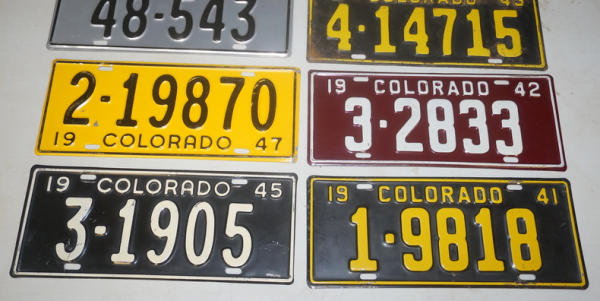 48-543
COLORADO 43
4·14715
2-19870
19 COLORADO 47
19 COLORADO 42
3·2833
19 COLORADO 45
3-1905
19 COLORADO 41
1·9818